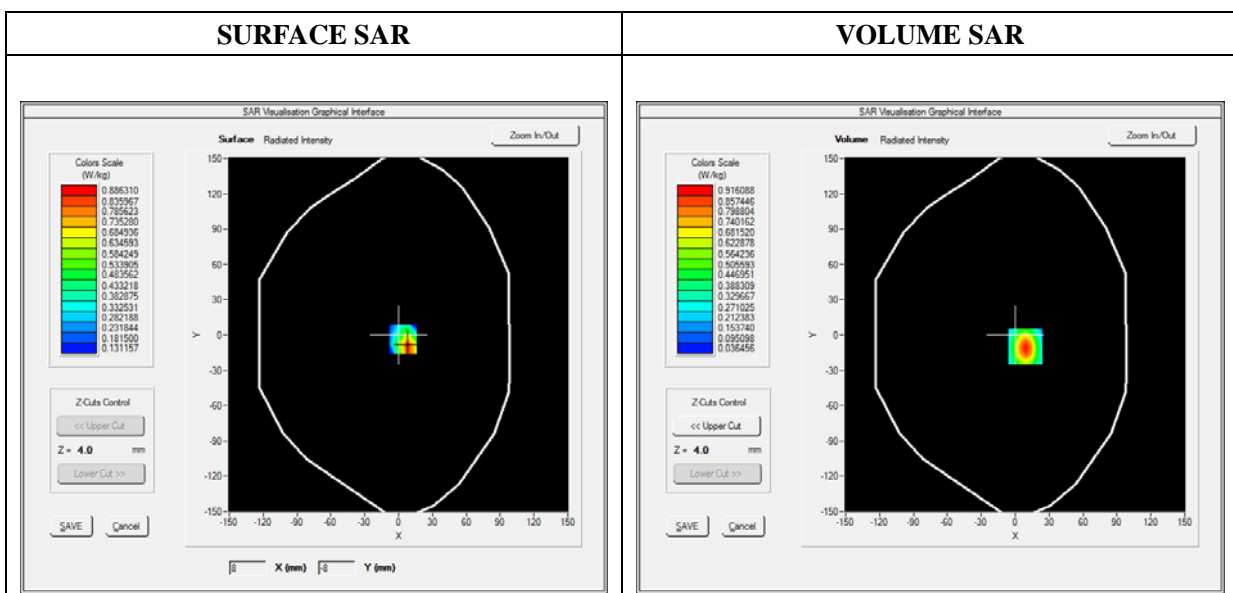 SURFACE SAR
VOLUME SAR
SAR Visualisation Graphical Interface
Surface Radiated Intensity
Zoom In/Out
Colors Scale
(W/kg)
0.886310
0.835967
0.785623
0.735280
0.684936
0.634593
0.584249
0.533905
0.483562
0.433218
0.382875
0.332531
0.282188
0.231844
0.181500
0.131157
Z-Cuts Control
<< Upper Cut
Z = 4.0 mm
Lower Cut >>
SAVE
Cancel
150
120
90
60
30
0
-30
-60
-90
-120
-150
Y
-150 -120 -90 -60 -30 0 30 60 90 120 150
X
8 X (mm) -8 Y (mm)
SAR Visualisation Graphical Interface
Volume Radiated Intensity
Zoom In/Out
Colors Scale
(W/kg)
0.916088
0.857446
0.798804
0.740162
0.681520
0.622878
0.564236
0.505593
0.446951
0.388309
0.329667
0.271025
0.212383
0.153740
0.095098
0.036456
Z-Cuts Control
<< Upper Cut
Z = 4.0 mm
Lower Cut >>
SAVE
Cancel
150
120
90
60
30
0
-30
-60
-90
-120
-150
Y
-150 -120 -90 -60 -30 0 30 60 90 120 150
X